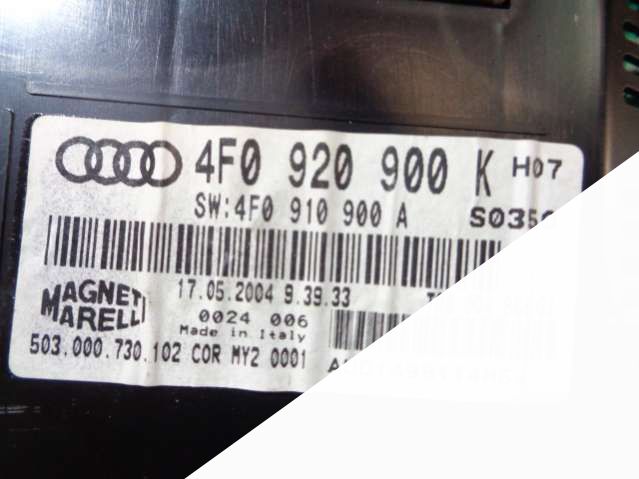 4F0 920 900 K H07
SW:4F0 910 900 A
17.05.2004 9.39.33
MAGNETI
MARELLI
0024 006
Made in Italy
503.000.730.102 COR MY2 0001